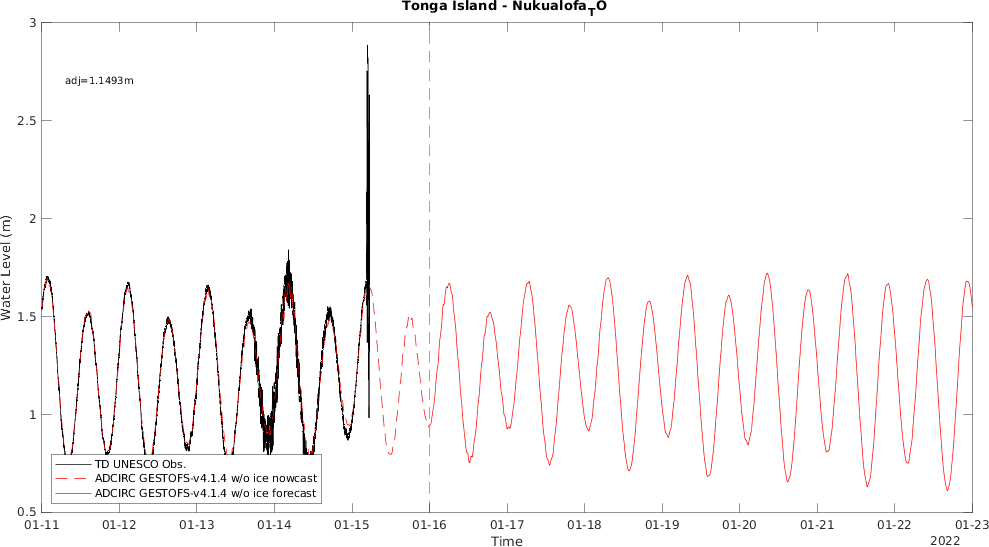 Tonga Island - Nukualofa_TO
3
adj=1.1493m
2.5
2
Water Level (m)
1.5
1
TD UNESCO Obs.
ADCIRC GESTOFS-v4.1.4 w/o ice nowcast
ADCIRC GESTOFS-v4.1.4 w/o ice forecast
0.5
01-11 01-12 01-13 01-14 01-15 01-16 01-17 01-18 01-19 01-20 01-21 01-22 01-23
Time
2022